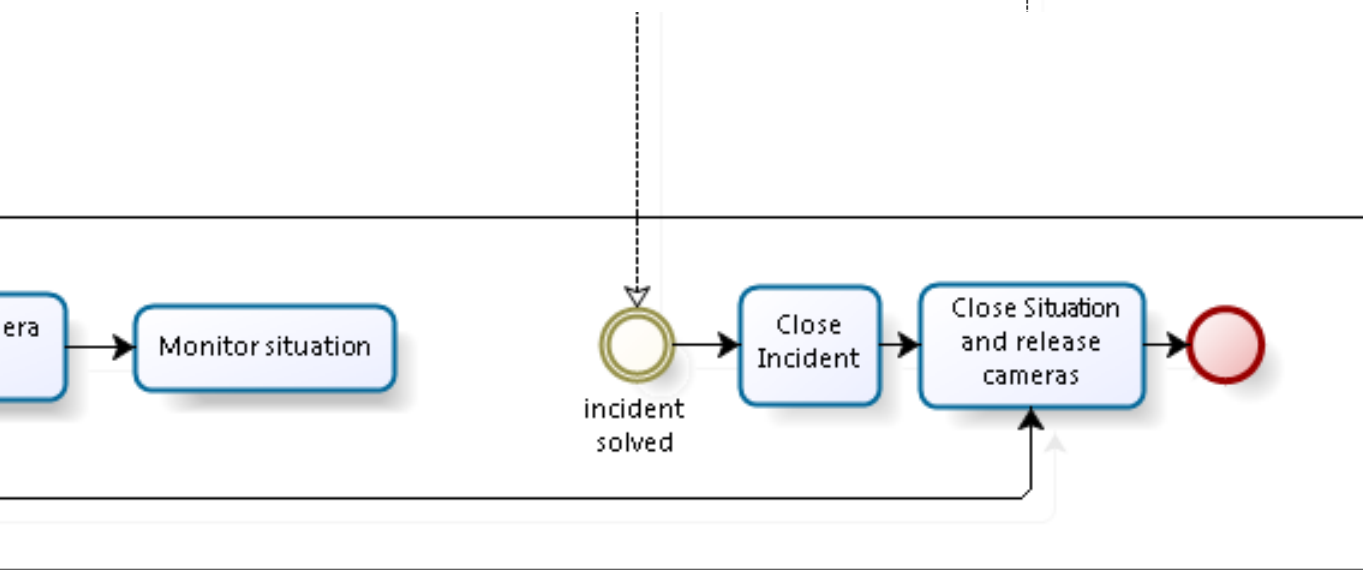 era
Monitor situation
incident
solved
Close
Incident
Close Situation
and release
cameras